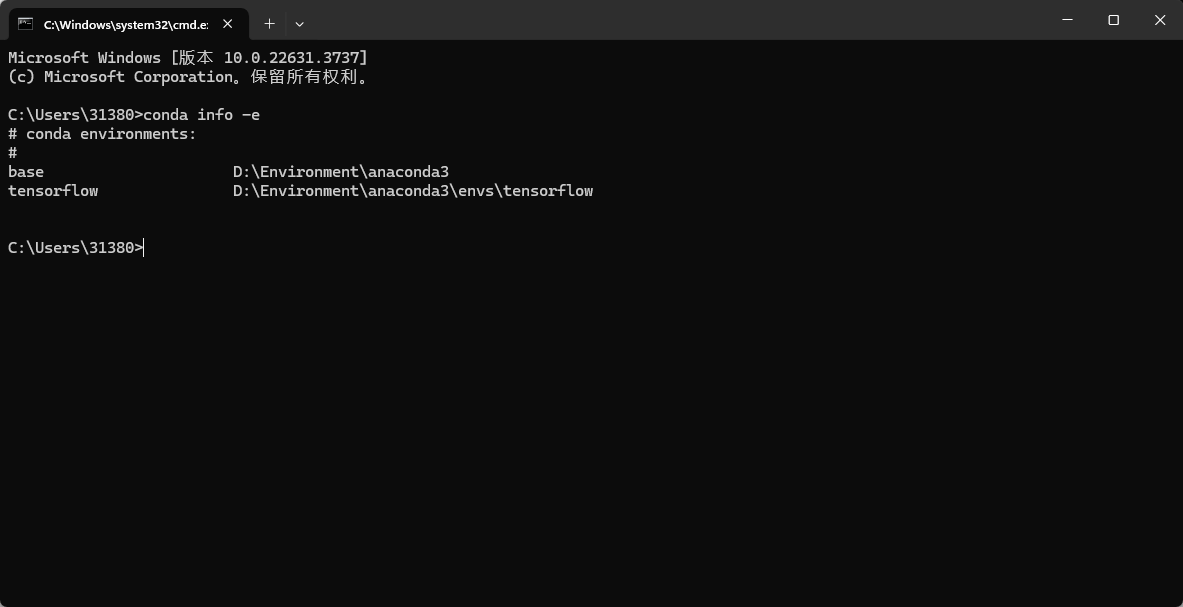 C:\Windows\system32\cmd.e:
Microsoft Windows [版本 10.0.22631.3737]
(c) Microsoft Corporation。保留所有权利。
C:\Users\31380>conda info -e
# conda environments:
#
base                     D:\Environment\anaconda3
tensorflow               D:\Environment\anaconda3\envs\tensorflow
C:\Users\31380>